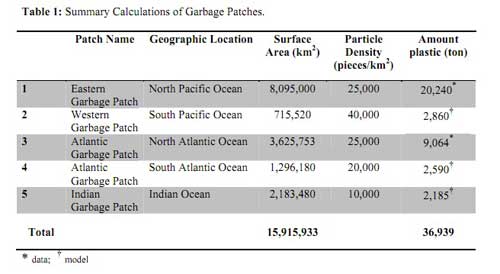 Table 1: Summary Calculations of Garbage Patches.
Patch Name Geographic Location Surface Area (km²) Particle Density (pieces/km²) Amount plastic (ton)
1 Eastern Garbage Patch North Pacific Ocean 8,095,000 25,000 20,240*
2 Western Garbage Patch South Pacific Ocean 715,520 40,000 2,860†
3 Atlantic Garbage Patch North Atlantic Ocean 3,625,753 25,000 9,064*
4 Atlantic Garbage Patch South Atlantic Ocean 1,296,180 20,000 2,590†
5 Indian Garbage Patch Indian Ocean 2,183,480 10,000 2,185†
Total 15,915,933 36,939
* data; † model